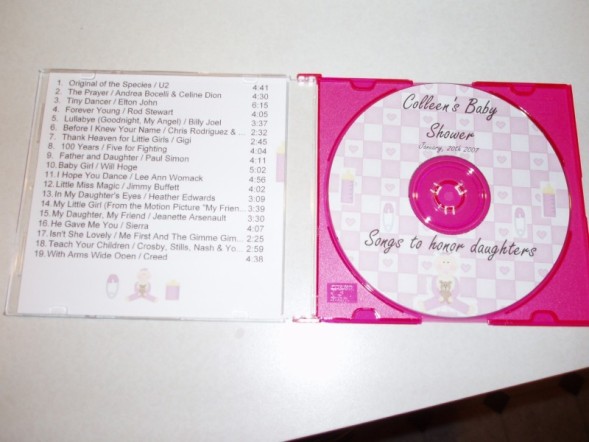 1. Original of the Species / U2 4:41
2. The Prayer / Andrea Bocelli & Celine Dion 4:30
3. Tiny Dancer / Elton John 6:15
4. Forever Young / Rod Stewart 4:05
5. Lullabye (Goodnight, My Angel) / Billy Joel 3:37
6. Before I Knew Your Name / Chris Rodriguez & ... 2:32
7. Thank Heaven for Little Girls / Gigi 2:45
8. 100 Years / Five for Fighting 4:04
9. Father and Daughter / Paul Simon 4:11
10. Baby Girl / Will Hoge 5:02
11. I Hope You Dance / Lee Ann Womack 4:56
12. Little Miss Magic / Jimmy Buffett 4:02
13. In My Daughter's Eyes / Heather Edwards 3:09
14. My Little Girl (From the Motion Picture "My Frien... 3:39
15. My Daughter, My Friend / Jeanette Arsenault 3:30
16. He Gave Me You / Sierra 4:07
17. Isn't She Lovely / Me First And The Gimme Gim... 2:25
18. Teach Your Children / Crosby, Stills, Nash & Yo... 2:59
19. With Arms Wide Open / Creed 4:38
Colleen's Baby
Shower
January, 20th 2007
Songs to honor daughters